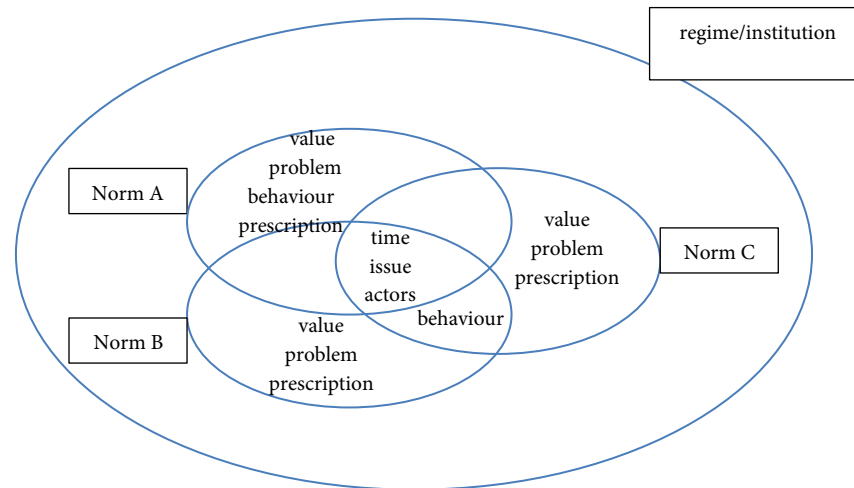 regime/institution
Norm A
value
problem
behaviour
prescription
time
issue
actors
value
problem
prescription
Norm C
behaviour
Norm B
value
problem
prescription